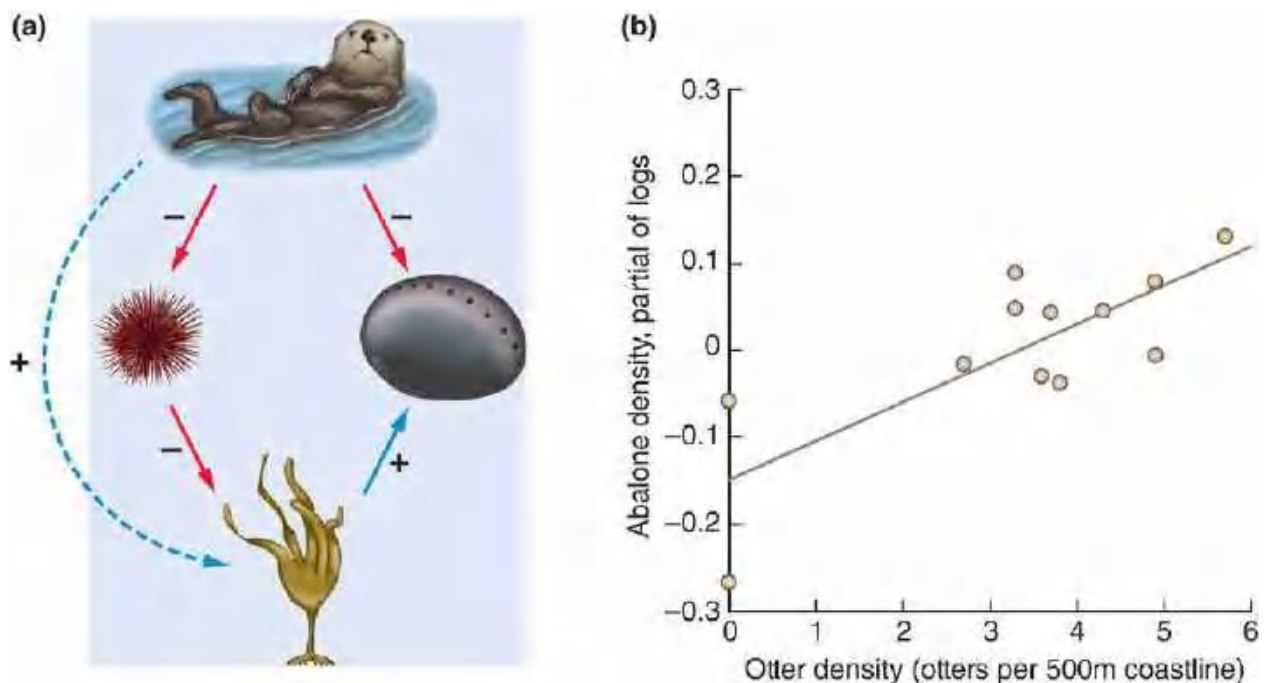 (a)
−
−
+
−
+
(b)
Abalone density, partial of logs
0.3
0.2
0.1
0
−0.1
−0.2
−0.3
0 1 2 3 4 5 6
Otter density (otters per 500m coastline)